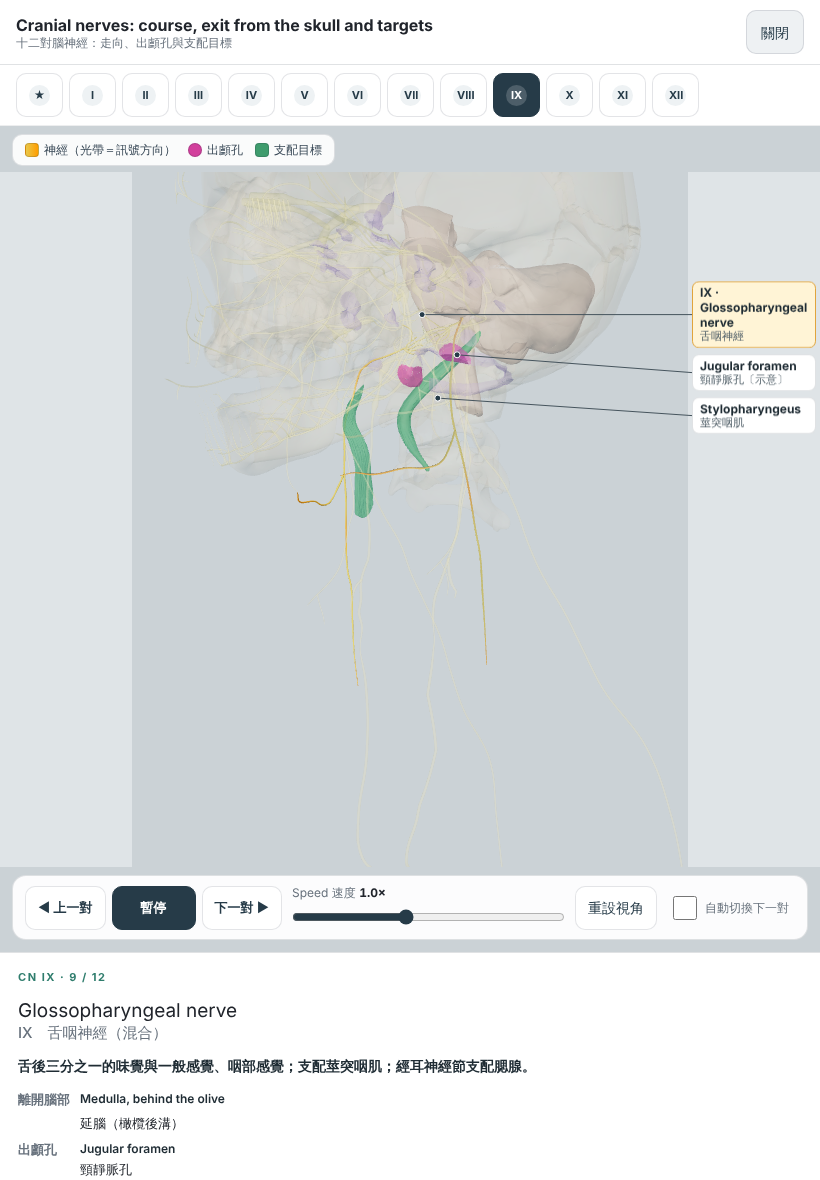 Cranial nerves: course, exit from the skull and targets
十二對腦神經：走向、出顱孔與支配目標
關閉
★ I II III IV V VI VII VIII IX X XI XII
神經（光帶＝訊號方向） 出顱孔 支配目標
IX ·
Glossopharyngeal
nerve
舌咽神經
Jugular foramen
頸靜脈孔〔示意〕
Stylopharyngeus
莖突咽肌
◀ 上一對 暫停 下一對 ▶ Speed 速度 1.0× 重設視角 自動切換下一對
CN IX · 9 / 12
Glossopharyngeal nerve
IX 舌咽神經（混合）
舌後三分之一的味覺與一般感覺、咽部感覺；支配莖突咽肌；經耳神經節支配腮腺。
離開腦部 Medulla, behind the olive
延腦（橄欖後溝）
出顱孔 Jugular foramen
頸靜脈孔